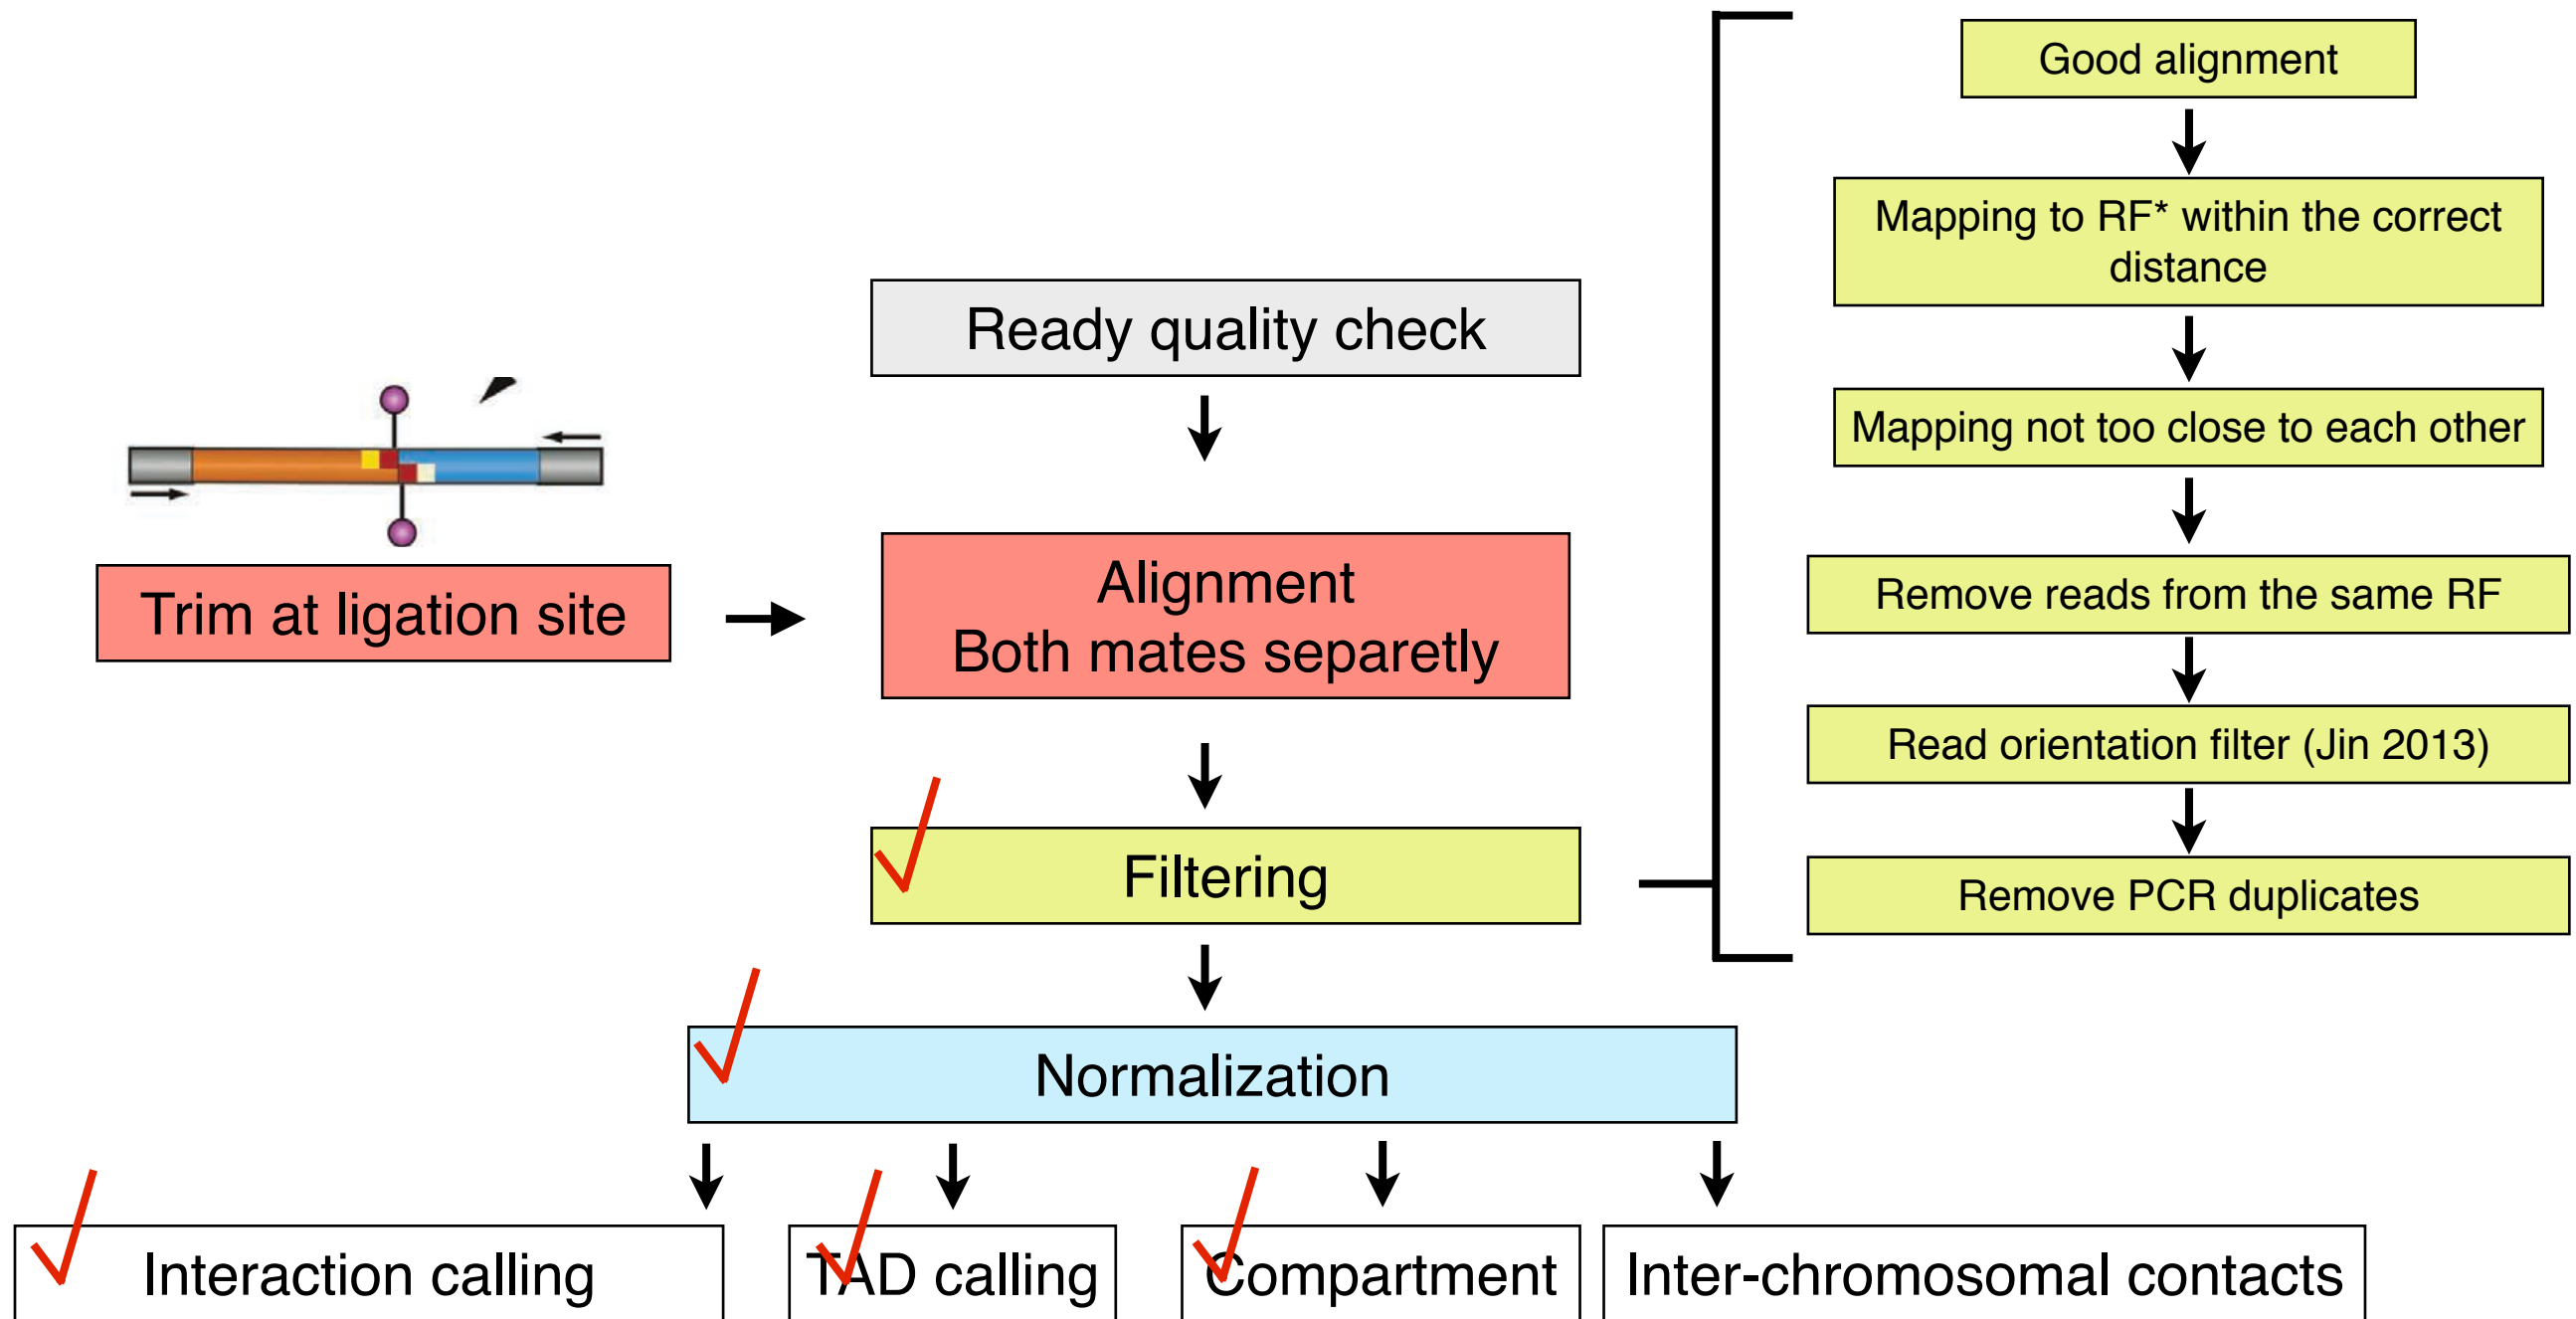 Good alignment
Mapping to RF* within the correct
distance
Mapping not too close to each other
Remove reads from the same RF
Read orientation filter (Jin 2013)
Remove PCR duplicates
Ready quality check
Trim at ligation site
Alignment
Both mates separetly
Filtering
Normalization
Interaction calling
TAD calling
Compartment
Inter-chromosomal contacts